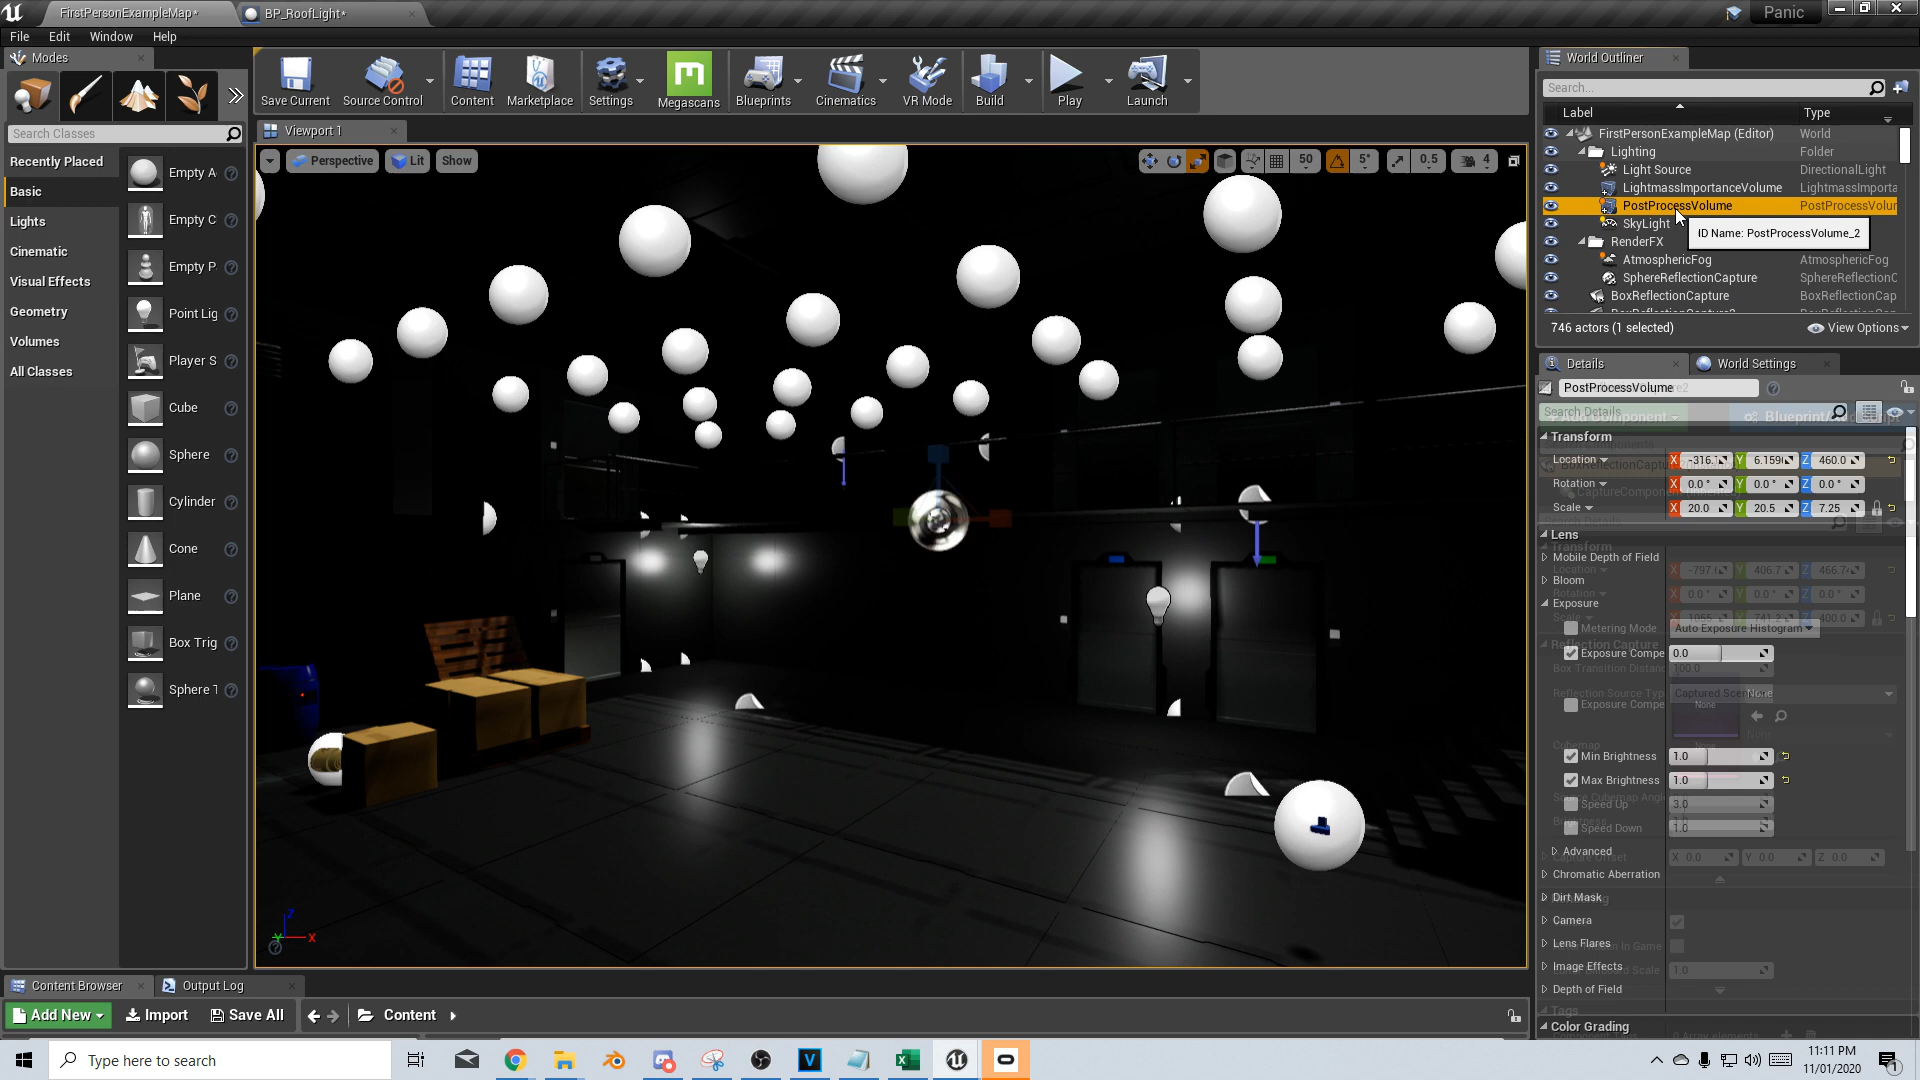 FirstPersonExampleMap*
BP_RoofLight*
Panic
File Edit Window Help
Modes
Save Current
Source Control
Content
Marketplace
Settings
Megascans
Blueprints
Cinematics
VR Mode
Build
Play
Launch
Search Classes
Recently Placed
Basic
Lights
Cinematic
Visual Effects
Geometry
Volumes
All Classes
Empty A
Empty C
Empty P
Point Lig
Player S
Cube
Sphere
Cylinder
Cone
Plane
Box Trig
Sphere T
Viewport 1
Perspective
Lit
Show
50
5°
0.5
4
Z
X
Y
World Outliner
Search...
Label Type
FirstPersonExampleMap (Editor) World
Lighting Folder
Light Source DirectionalLight
LightmassImportanceVolume LightmassImporta
PostProcessVolume PostProcessVolur
SkyLight
ID Name: PostProcessVolume_2
RenderFX
AtmosphericFog AtmosphericFog
SphereReflectionCapture SphereReflectionC
BoxReflectionCapture BoxReflectionCap
746 actors (1 selected)
View Options
Details
World Settings
PostProcessVolume
Search Details
Transform
Location X -316. Y 6.159 Z 460.0
Rotation X 0.0 ° Y 0.0 ° Z 0.0 °
Scale X 20.0 Y 20.5 Z 7.25
Lens
Mobile Depth of Field
Bloom
Exposure
Metering Mode Auto Exposure Histogram
Exposure Compe 0.0
Exposure Compe None
Min Brightness 1.0
Max Brightness 1.0
Speed Up 3.0
Speed Down 1.0
Advanced
Chromatic Aberration
Dirt Mask
Camera
Lens Flares
Image Effects
Depth of Field
Color Grading
Content Browser
Output Log
Add New
Import
Save All
Content
Type here to search
11:11 PM
11/01/2020
1